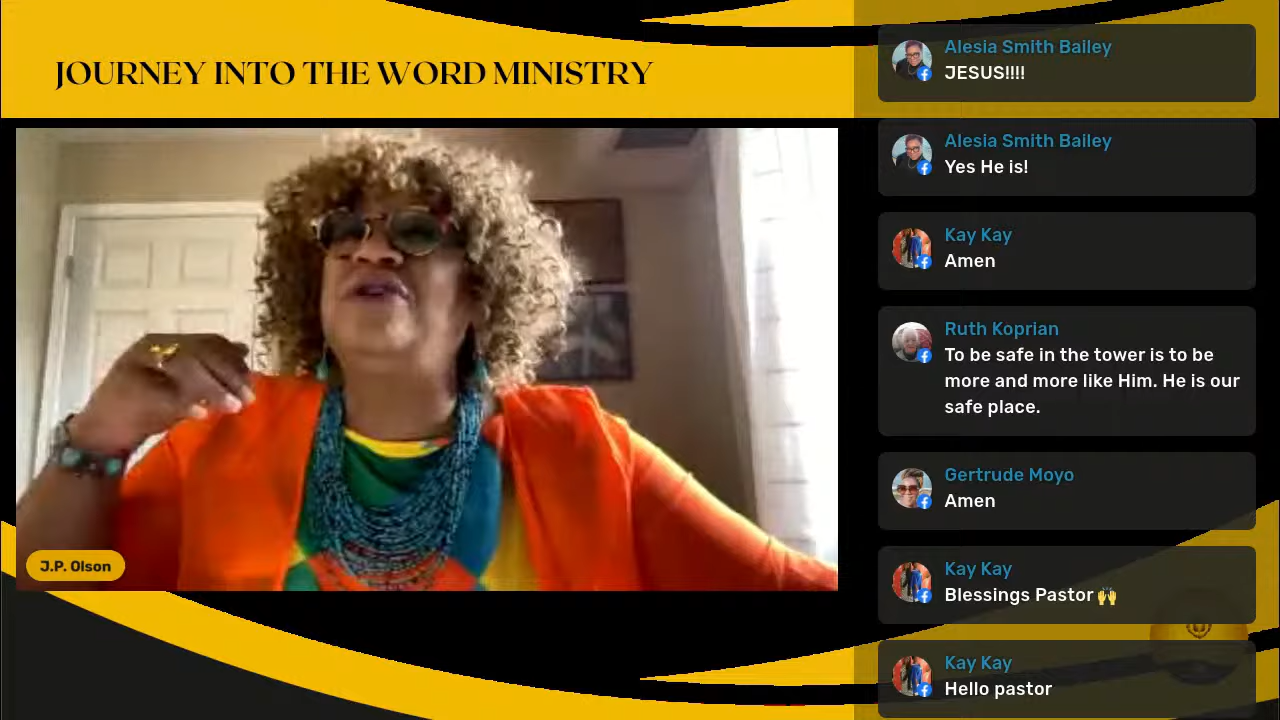 JOURNEY INTO THE WORD MINISTRY
J.P. Olson
Alesia Smith Bailey
JESUS!!!!
Alesia Smith Bailey
Yes He is!
Kay Kay
Amen
Ruth Koprian
To be safe in the tower is to be
more and more like Him. He is our
safe place.
Gertrude Moyo
Amen
Kay Kay
Blessings Pastor 🙌
Kay Kay
Hello pastor